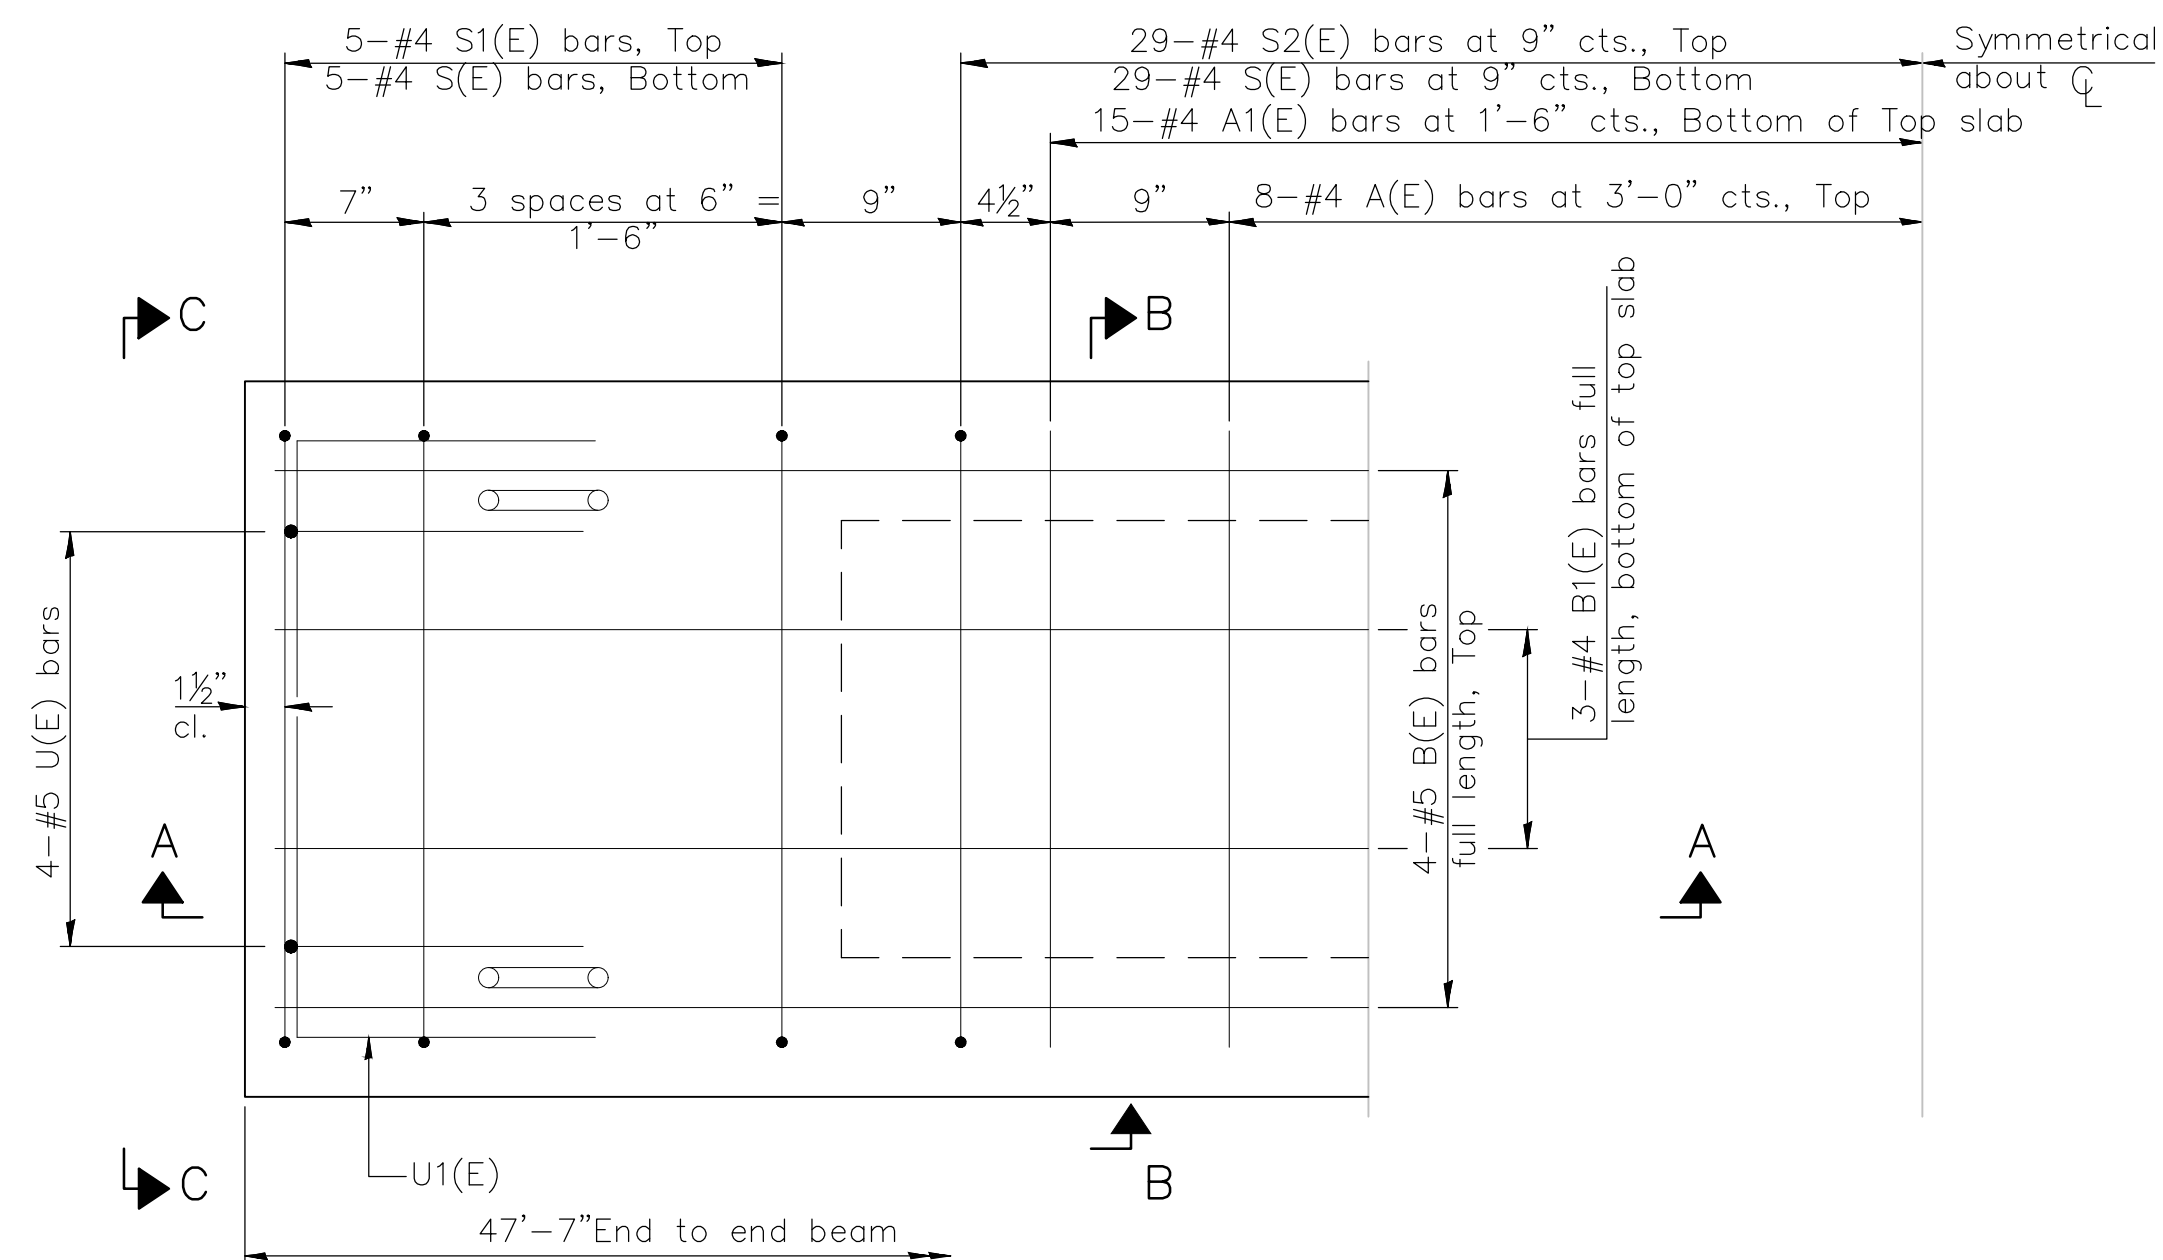 5-#4 S1(E) bars, Top
5-#4 S(E) bars, Bottom
29-#4 S2(E) bars at 9" cts., Top
29-#4 S(E) bars at 9" cts., Bottom
15-#4 A1(E) bars at 1'-6" cts., Bottom of Top slab
Symmetrical
about ℄
7"
3 spaces at 6" =
1'-6"
9"
4½"
9"
8-#4 A(E) bars at 3'-0" cts., Top
C
B
3-#4 B1(E) bars full
length, bottom of top slab
4-#5 U(E) bars
1½"
cl.
4-#5 B(E) bars
full length, Top
A
A
U1(E)
C
B
47'-7"End to end beam